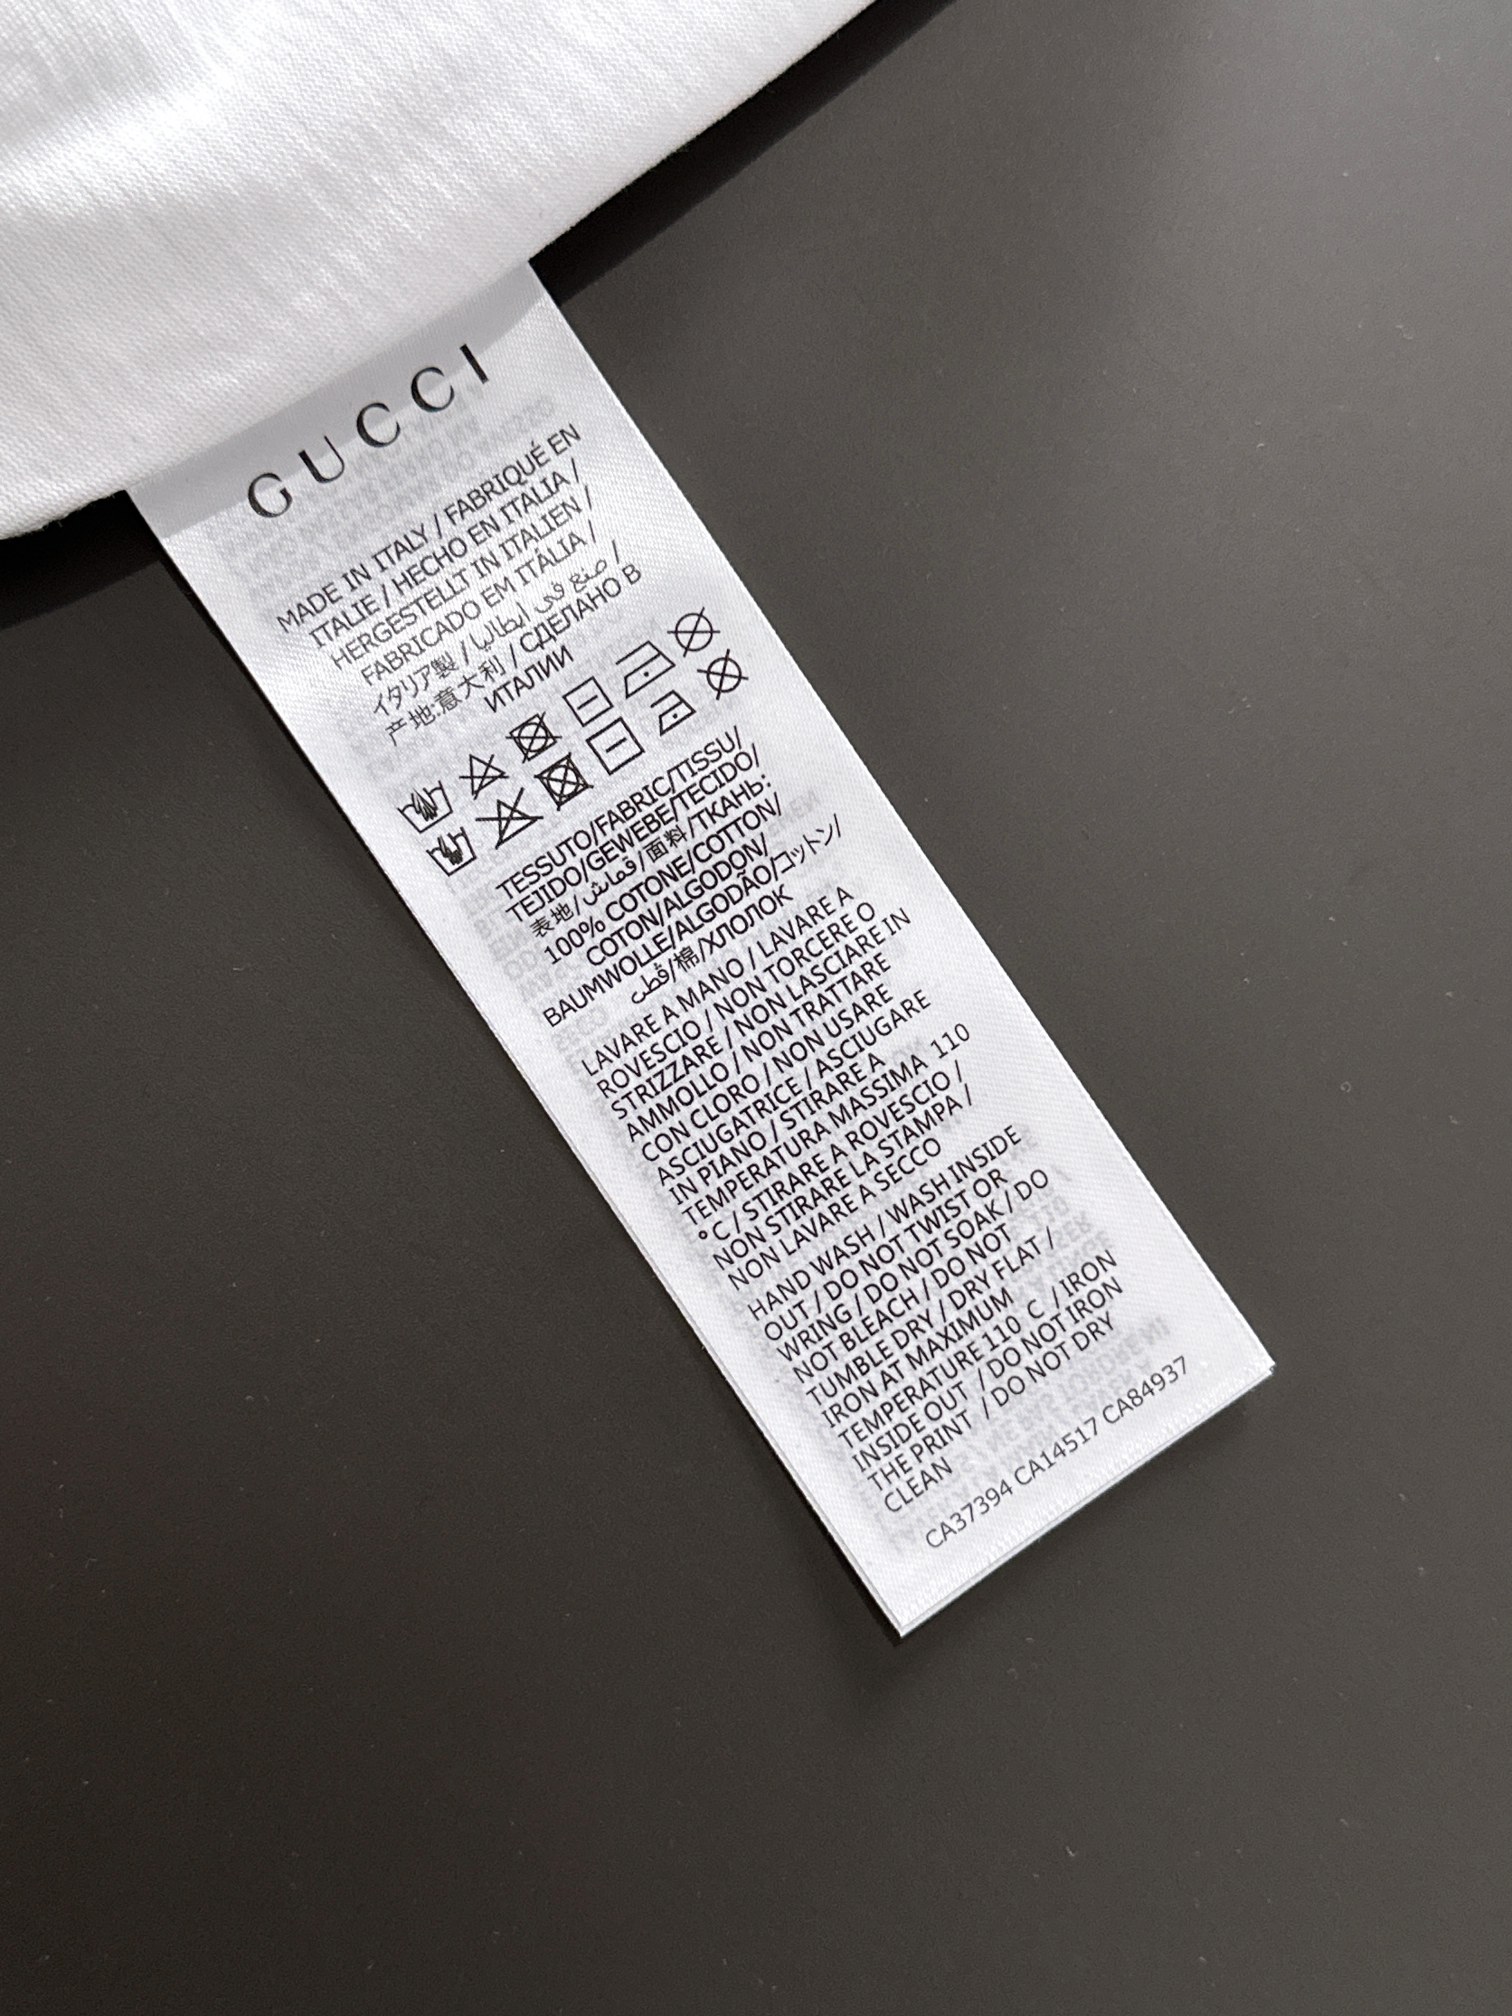 GUCCI
MADE IN ITALY / FABRIQUÉ EN
ITALIE / HECHO EN ITALIA /
HERGESTELLT IN ITALIEN /
FABRICADO EM ITÁLIA /
イタリア製 / صنع في إيطاليا /
产地:意大利 / СДЕЛАНО В
ИТАЛИИ
TESSUTO/FABRIC/TISSU/
TEJIDO/GEWEBE/TECIDO/
表地/قماش/面料/ТКАНЬ:
100% COTONE/COTTON/
COTON/ALGODON/
BAUMWOLLE/ALGODÃO/コットン/
قطن/棉/ХЛОПОК
LAVARE A MANO / LAVARE A
ROVESCIO / NON TORCERE O
STRIZZARE / NON LASCIARE IN
AMMOLLO / NON TRATTARE
CON CLORO / NON USARE
ASCIUGATRICE / ASCIUGARE
IN PIANO / STIRARE A
TEMPERATURA MASSIMA 110
°C / STIRARE A ROVESCIO /
NON STIRARE LA STAMPA /
NON LAVARE A SECCO
HAND WASH / WASH INSIDE
OUT / DO NOT TWIST OR
WRING / DO NOT SOAK / DO
NOT BLEACH / DO NOT
TUMBLE DRY / DRY FLAT /
IRON AT MAXIMUM
TEMPERATURE 110 C / IRON
INSIDE OUT / DO NOT IRON
THE PRINT / DO NOT DRY
CLEAN
CA37394 CA14517 CA84937